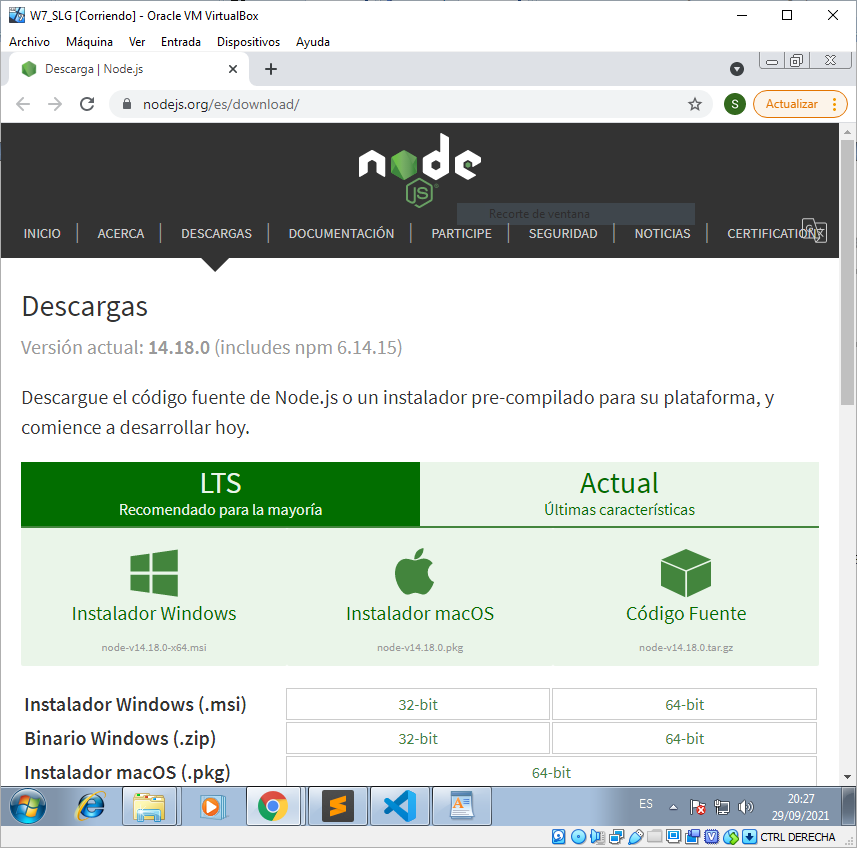 W7_SLG [Corriendo] - Oracle VM VirtualBox
Archivo Máquina Ver Entrada Dispositivos Ayuda
Descarga | Node.js
nodejs.org/es/download/
S
Actualizar
node
JS
Recorte de ventana
INICIO ACERCA DESCARGAS DOCUMENTACIÓN PARTICIPE SEGURIDAD NOTICIAS CERTIFICATION
Descargas
Versión actual: 14.18.0 (includes npm 6.14.15)
Descargue el código fuente de Node.js o un instalador pre-compilado para su plataforma, y
comience a desarrollar hoy.
LTS
Recomendado para la mayoría
Actual
Últimas características
Instalador Windows
node-v14.18.0-x64.msi
Instalador macOS
node-v14.18.0.pkg
Código Fuente
node-v14.18.0.tar.gz
Instalador Windows (.msi) 32-bit 64-bit
Binario Windows (.zip) 32-bit 64-bit
Instalador macOS (.pkg) 64-bit
ES
20:27
29/09/2021
CTRL DERECHA